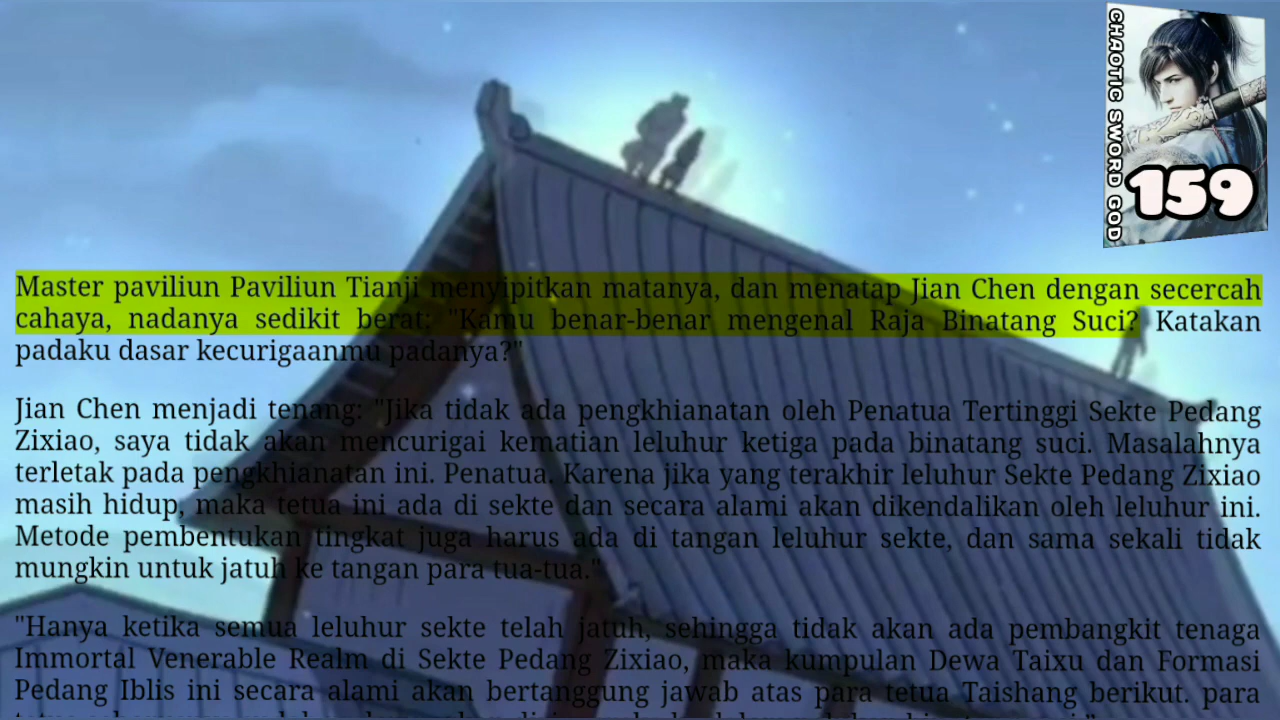 CHAOTIC SWORD GOD
159
Master paviliun Paviliun Tianji menyipitkan matanya, dan menatap Jian Chen dengan secercah
cahaya, nadanya sedikit berat: "Kamu benar-benar mengenal Raja Binatang Suci? Katakan
padaku dasar kecurigaanmu padanya?"
Jian Chen menjadi tenang: "Jika tidak ada pengkhianatan oleh Penatua Tertinggi Sekte Pedang
Zixiao, saya tidak akan mencurigai kematian leluhur ketiga pada binatang suci. Masalahnya
terletak pada pengkhianatan ini. Penatua. Karena jika yang terakhir leluhur Sekte Pedang Zixiao
masih hidup, maka tetua ini ada di sekte dan secara alami akan dikendalikan oleh leluhur ini.
Metode pembentukan tingkat juga harus ada di tangan leluhur sekte, dan sama sekali tidak
mungkin untuk jatuh ke tangan para tua-tua."
"Hanya ketika semua leluhur sekte telah jatuh, sehingga tidak akan ada pembangkit tenaga
Immortal Venerable Realm di Sekte Pedang Zixiao, maka kumpulan Dewa Taixu dan Formasi
Pedang Iblis ini secara alami akan bertanggung jawab atas para tetua Taishang berikut. para